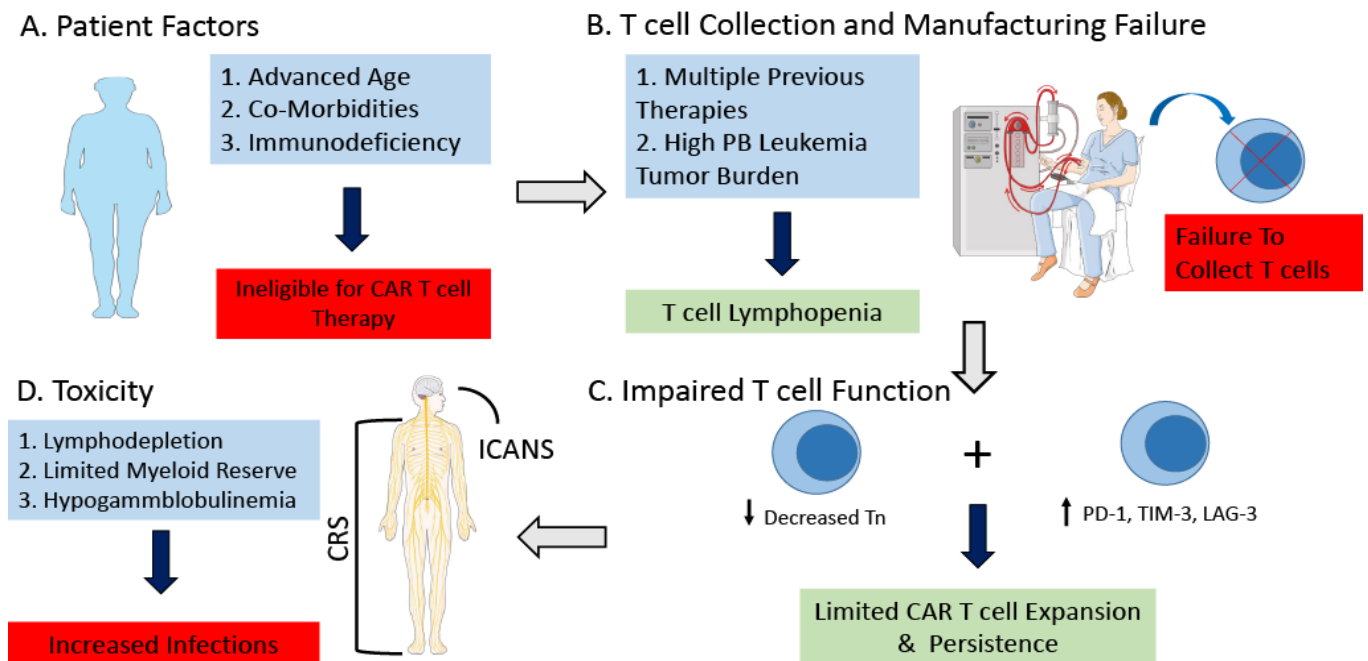 A. Patient Factors
1. Advanced Age
2. Co-Morbidities
3. Immunodeficiency
Ineligible for CAR T cell
Therapy
B. T cell Collection and Manufacturing Failure
1. Multiple Previous
Therapies
2. High PB Leukemia
Tumor Burden
T cell Lymphopenia
Failure To
Collect T cells
C. Impaired T cell Function
+
Decreased Tn
PD-1, TIM-3, LAG-3
Limited CAR T cell Expansion
& Persistence
D. Toxicity
1. Lymphodepletion
2. Limited Myeloid Reserve
3. Hypogammblobulinemia
Increased Infections
ICANS
CRS